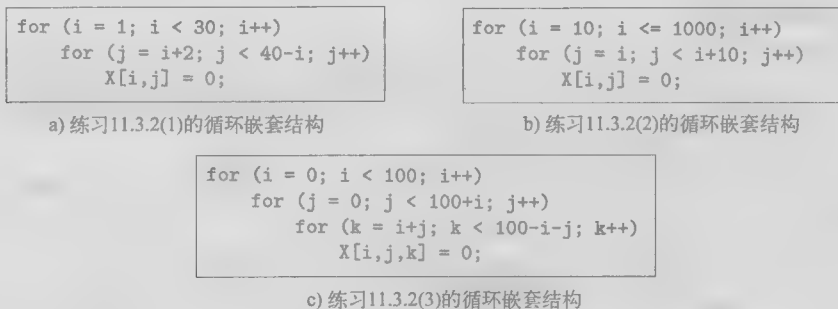 for (i = 1; i < 30; i++)
    for (j = i+2; j < 40-i; j++)
        X[i,j] = 0;
a) 练习11.3.2(1)的循环嵌套结构
for (i = 10; i <= 1000; i++)
    for (j = i; j < i+10; j++)
        X[i,j] = 0;
b) 练习11.3.2(2)的循环嵌套结构
for (i = 0; i < 100; i++)
    for (j = 0; j < 100+i; j++)
        for (k = i+j; k < 100-i-j; k++)
            X[i,j,k] = 0;
c) 练习11.3.2(3)的循环嵌套结构